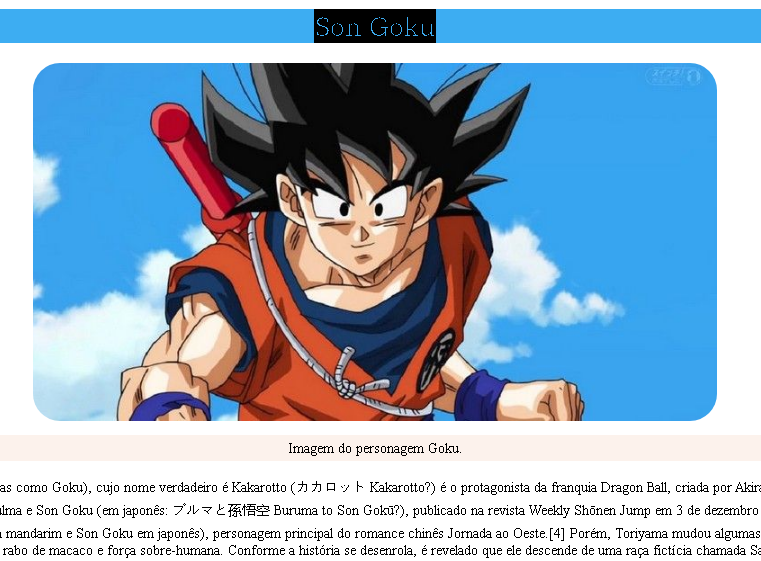 Son Goku
Imagem do personagem Goku.
as como Goku), cujo nome verdadeiro é Kakarotto (カカロット Kakarotto?) é o protagonista da franquia Dragon Ball, criada por Akira
lma e Son Goku (em japonês: ブルマと孫悟空 Buruma to Son Gokū?), publicado na revista Weekly Shōnen Jump em 3 de dezembro
mandarim e Son Goku em japonês), personagem principal do romance chinês Jornada ao Oeste.[4] Porém, Toriyama mudou algumas
rabo de macaco e força sobre-humana. Conforme a história se desenrola, é revelado que ele descende de uma raça fictícia chamada Sa